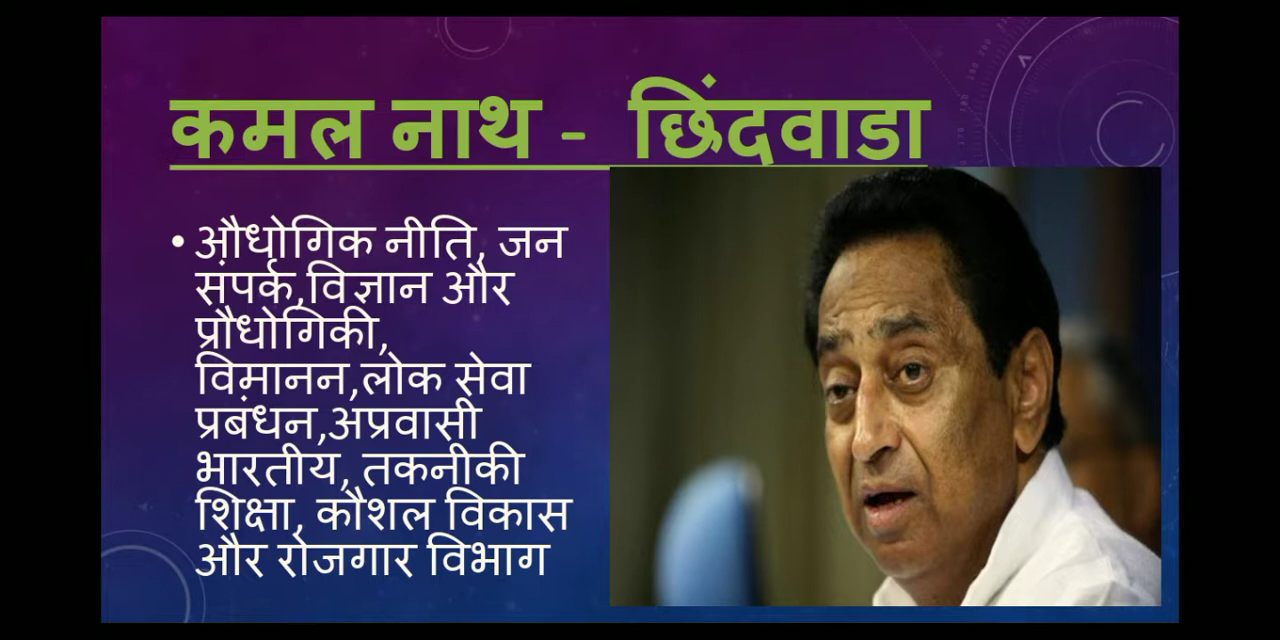 कमल नाथ - छिंदवाडा
• औधोगिक नीति, जन
संपर्क,विज्ञान और
प्रौधोगिकी,
विमानन,लोक सेवा
प्रबंधन,अप्रवासी
भारतीय, तकनीकी
शिक्षा, कौशल विकास
और रोजगार विभाग